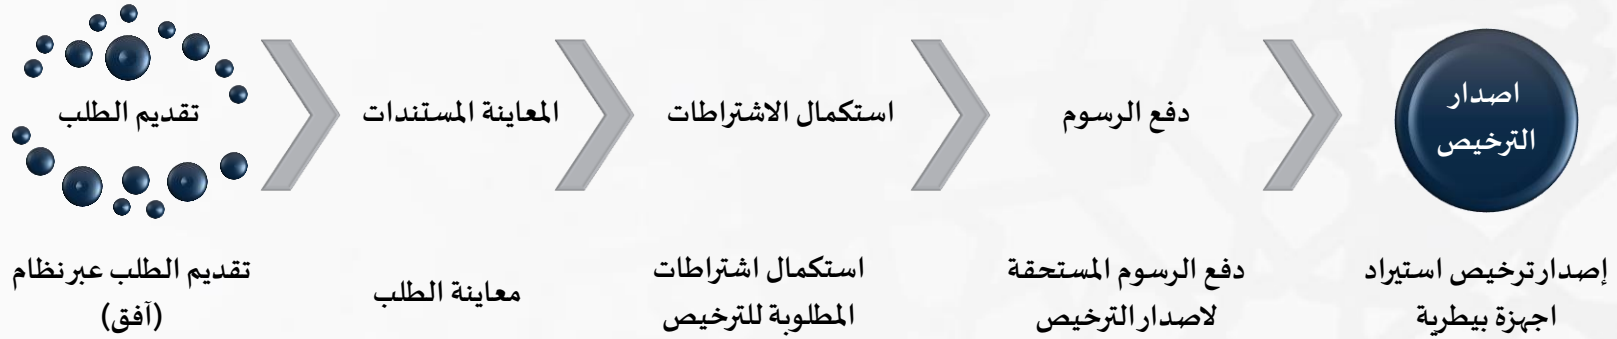 تقديم الطلب
المعاينة المستندات
استكمال الاشتراطات
دفع الرسوم
اصدار
الترخيص
تقديم الطلب عبر نظام
(آفق)
معاينة الطلب
استكمال اشتراطات
المطلوبة للترخيص
دفع الرسوم المستحقة
لاصدار الترخيص
إصدار ترخيص استيراد
اجهزة بيطرية